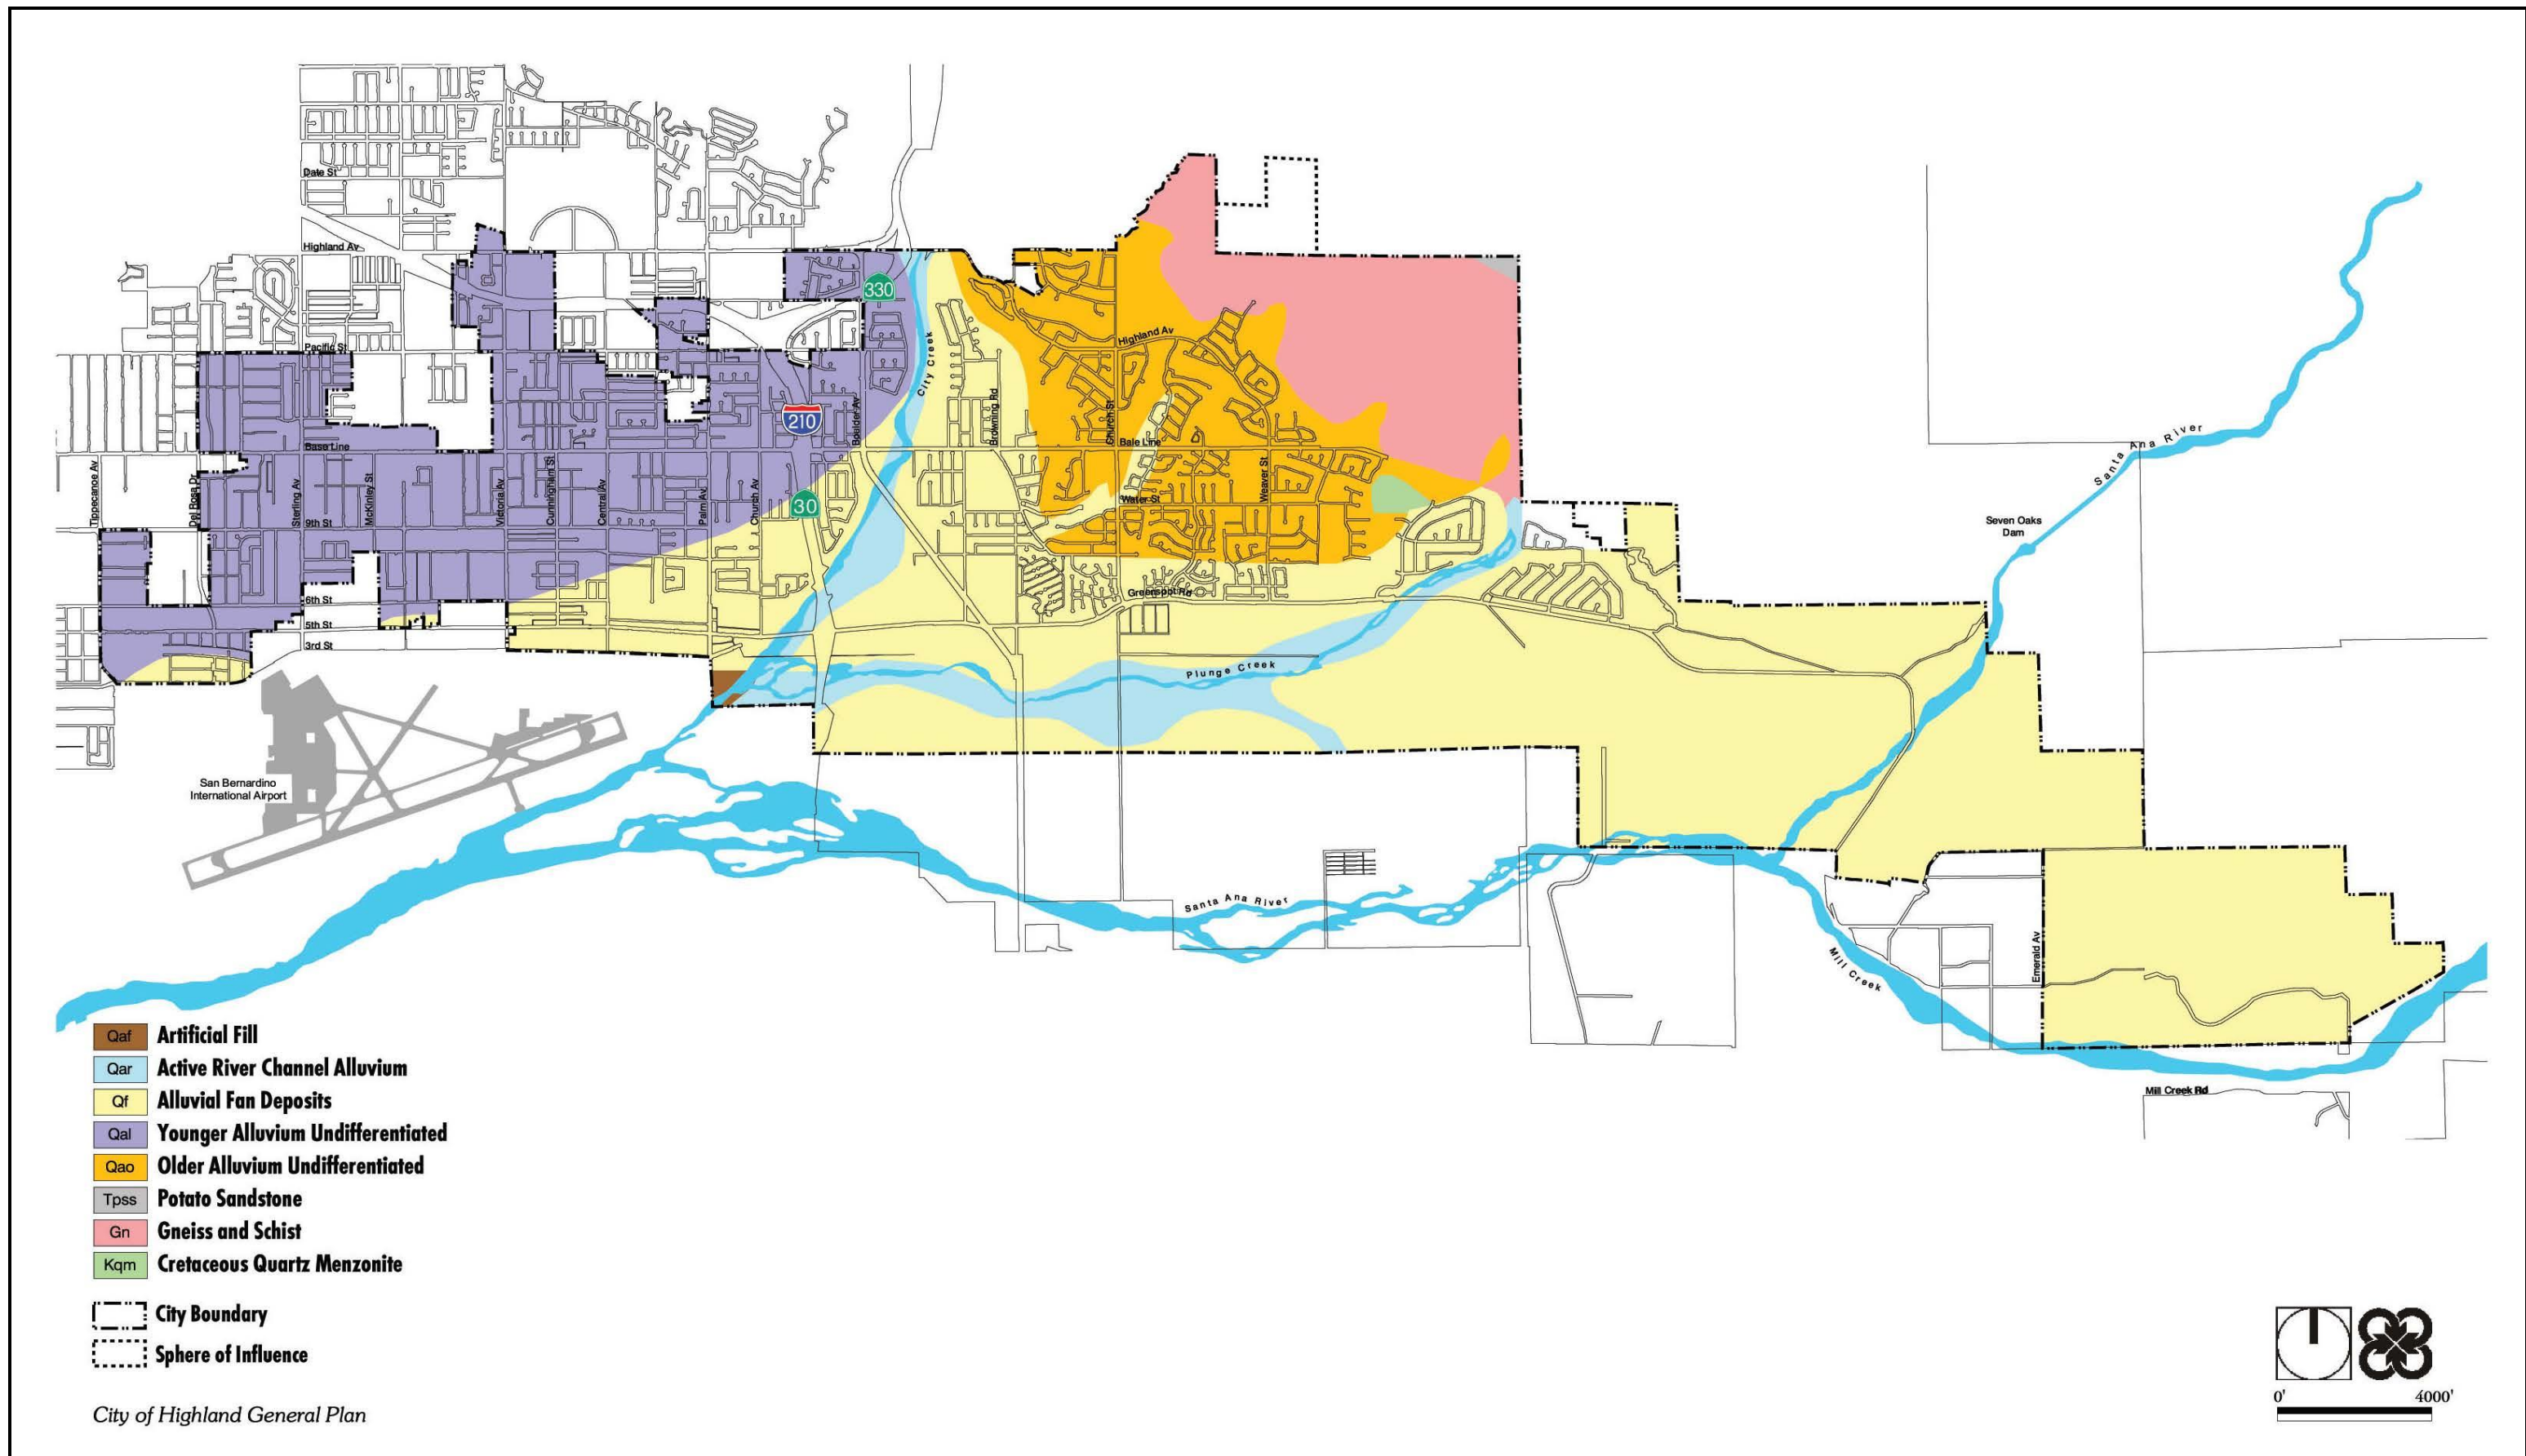 Date St
Highland Av
330
Pacific St
City Creek
Highland Av
210
Boulder Av
Browning Rd
Church St
Base Line
Bale Line
Santa Ana River
Tippecanoe Av
Del Rosa Dr
Sterling Av
McKinley St
Victoria Av
Cunningham St
Central Av
Palm Av
Church Av
30
Water St
Weaver St
9th St
Seven Oaks
Dam
6th St
Greenspot Rd
5th St
3rd St
Plunge Creek
San Bernardino
International Airport
Santa Ana River
Mill Creek
Emerald Av
Mill Creek Rd
Qaf Artificial Fill
Qar Active River Channel Alluvium
Qf Alluvial Fan Deposits
Qal Younger Alluvium Undifferentiated
Qao Older Alluvium Undifferentiated
Tpss Potato Sandstone
Gn Gneiss and Schist
Kqm Cretaceous Quartz Menzonite
City Boundary
Sphere of Influence
City of Highland General Plan
0' 4000'